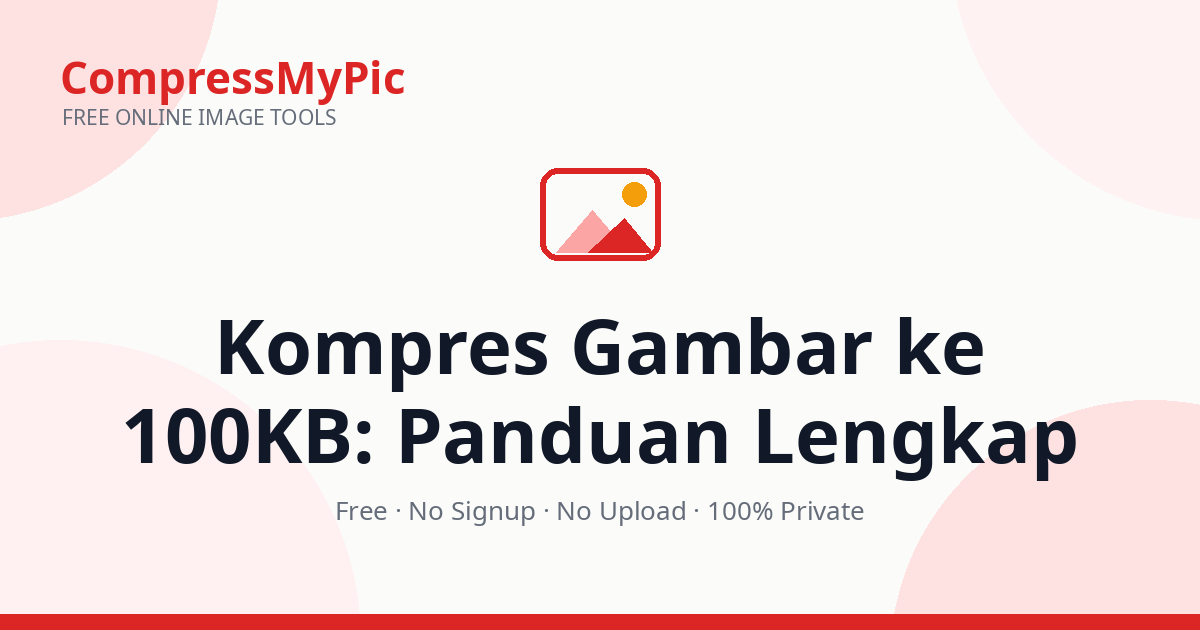 CompressMyPic
FREE ONLINE IMAGE TOOLS
Kompres Gambar ke
100KB: Panduan Lengkap
Free · No Signup · No Upload · 100% Private